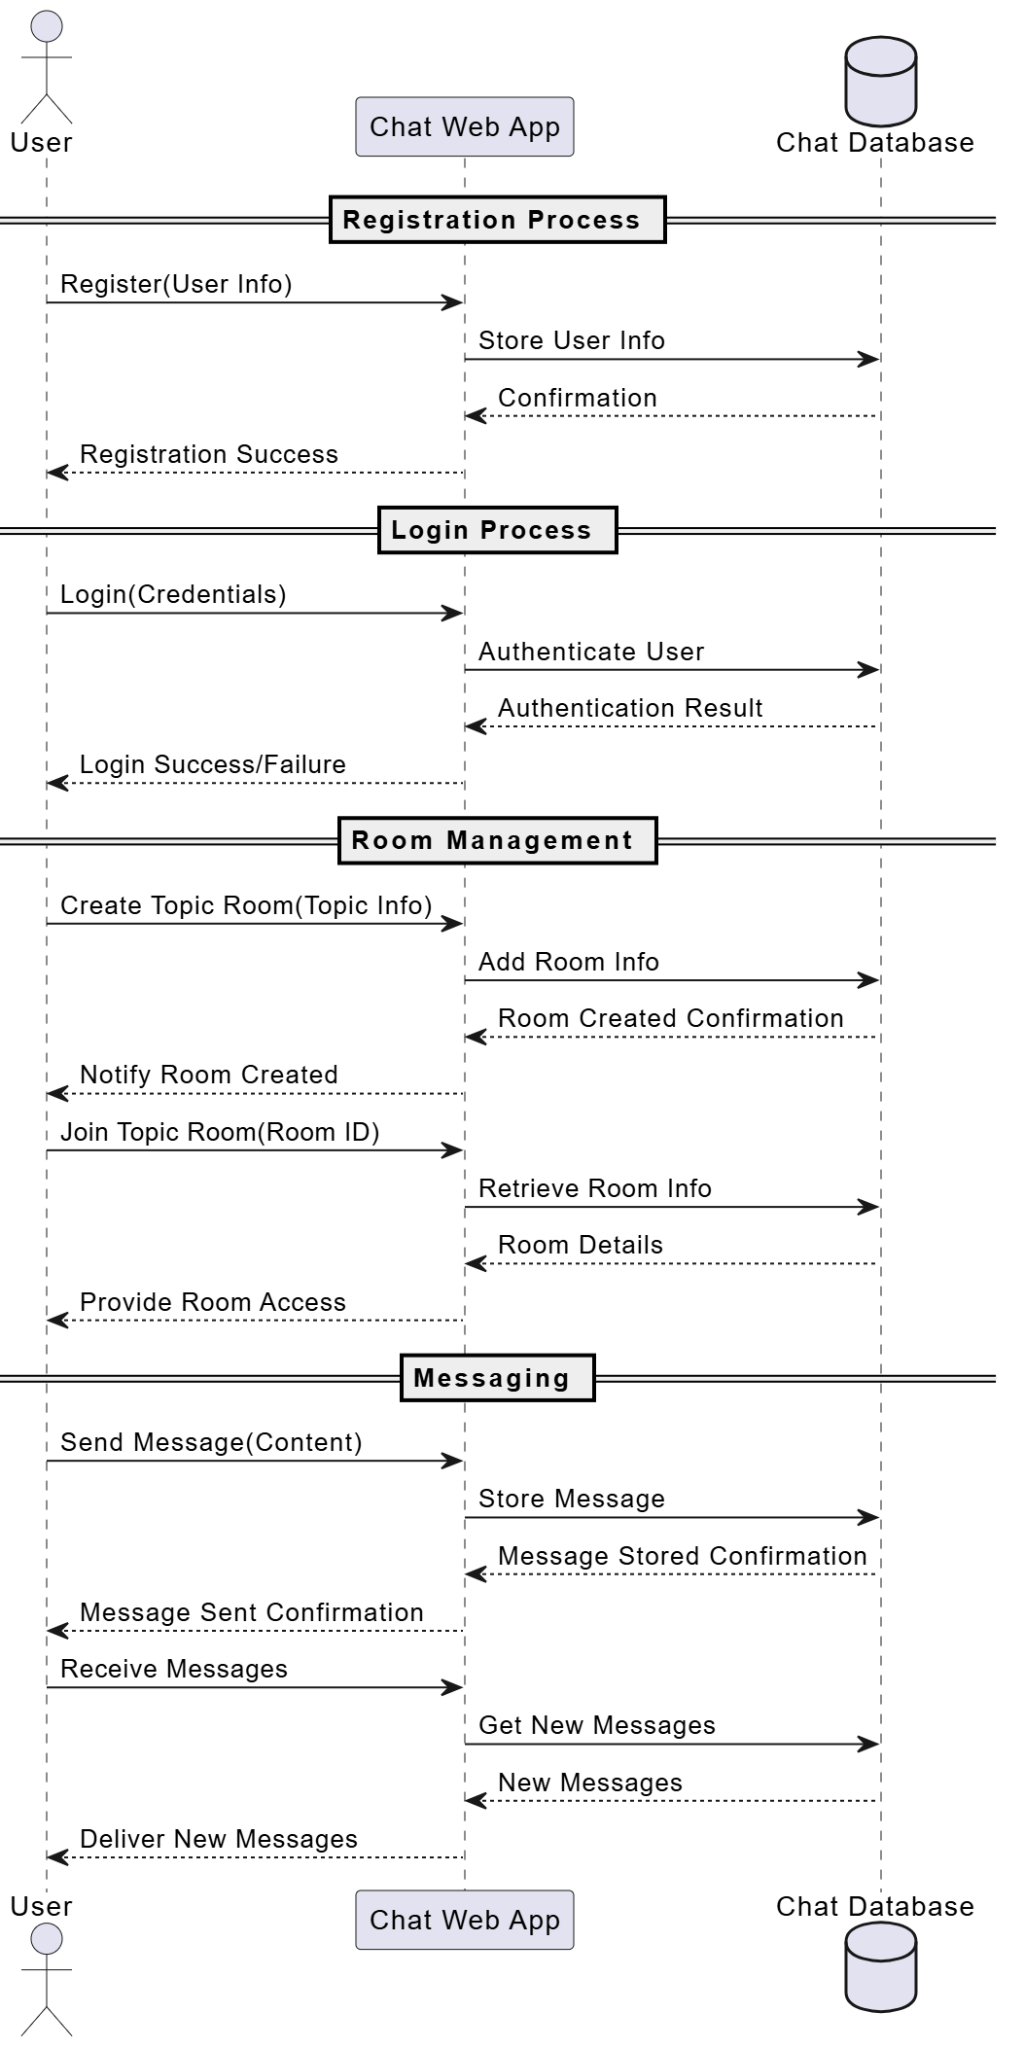 User
Chat Web App
Chat Database
Registration Process
Register(User Info)
Store User Info
Confirmation
Registration Success
Login Process
Login(Credentials)
Authenticate User
Authentication Result
Login Success/Failure
Room Management
Create Topic Room(Topic Info)
Add Room Info
Room Created Confirmation
Notify Room Created
Join Topic Room(Room ID)
Retrieve Room Info
Room Details
Provide Room Access
Messaging
Send Message(Content)
Store Message
Message Stored Confirmation
Message Sent Confirmation
Receive Messages
Get New Messages
New Messages
Deliver New Messages
User
Chat Web App
Chat Database